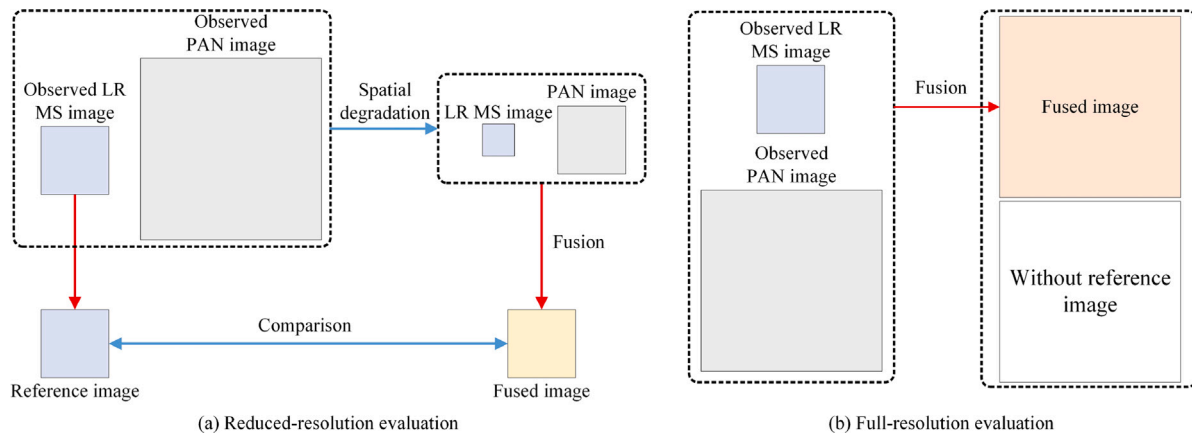 Observed
PAN image
Observed LR
MS image
Spatial
degradation
LR MS image
PAN image
Fusion
Reference image
Comparison
Fused image
(a) Reduced-resolution evaluation
Observed LR
MS image
Observed
PAN image
Fusion
Fused image
Without reference
image
(b) Full-resolution evaluation